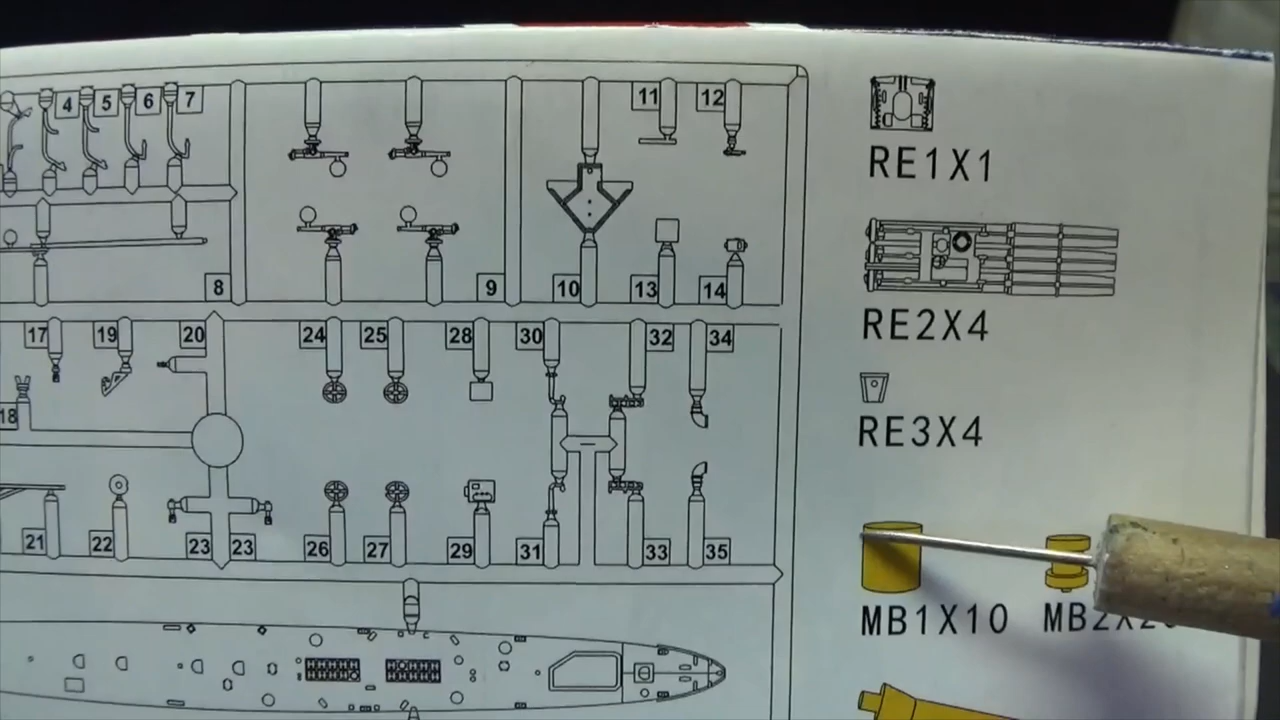 4 5 6 7 11 12
RE1X1
8 9 10 13 14
RE2X4
17 19 20 24 25 28 30 32 34
18
RE3X4
21 22 23 23 26 27 29 31 33 35
MB1X10